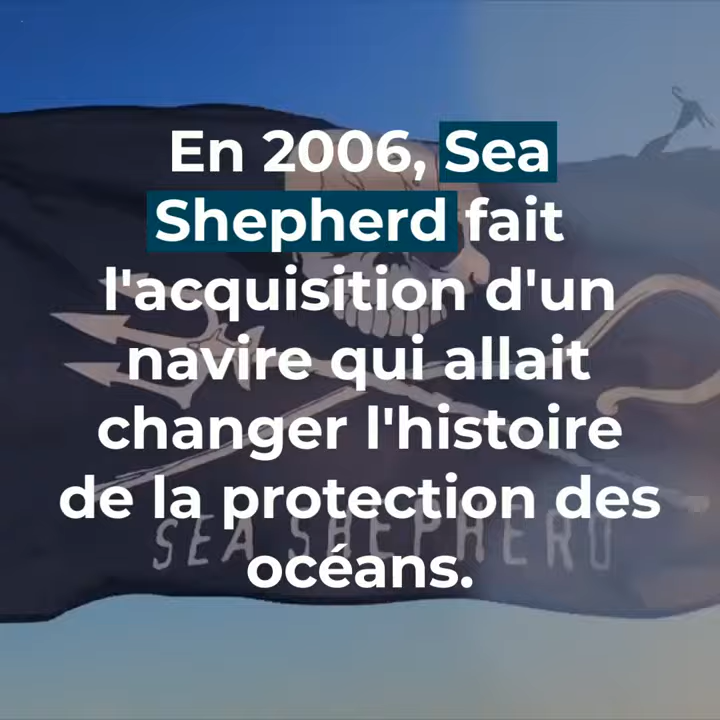 En 2006, Sea
Shepherd fait
l'acquisition d'un
navire qui allait
changer l'histoire
de la protection des
océans.
SEA SHEPHERD